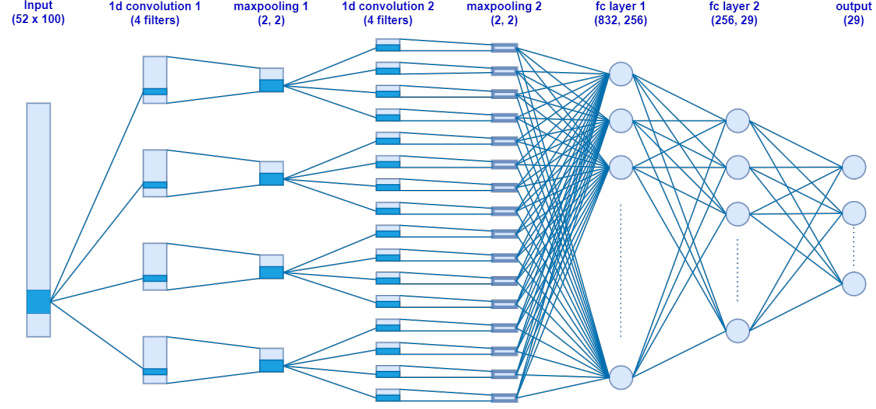 Input
(52 x 100)
1d convolution 1
(4 filters)
maxpooling 1
(2, 2)
1d convolution 2
(4 filters)
maxpooling 2
(2, 2)
fc layer 1
(832, 256)
fc layer 2
(256, 29)
output
(29)